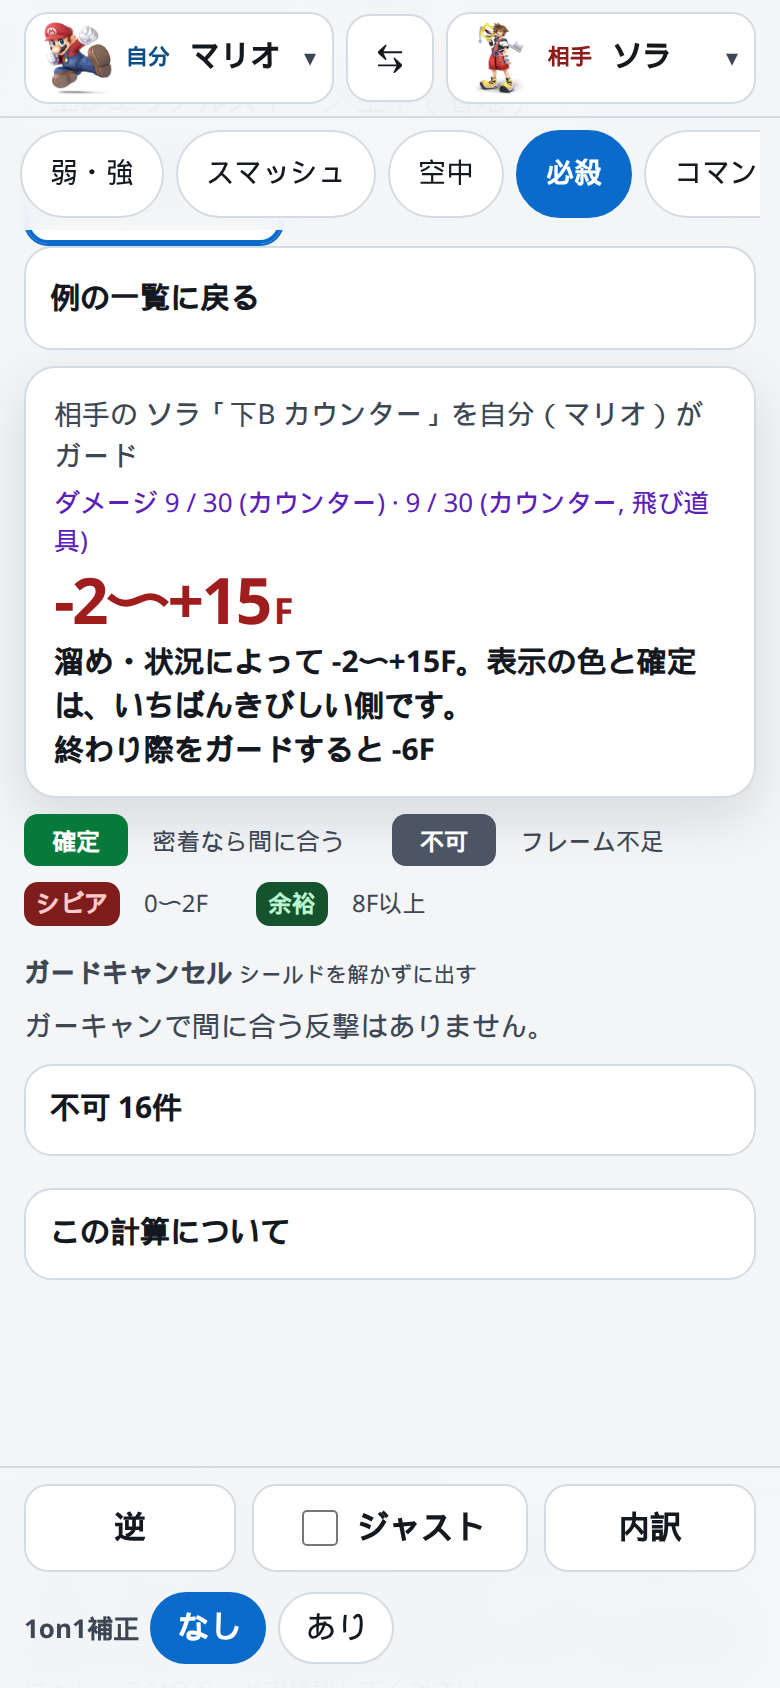 自分 マリオ ▼ ⇆ 相手 ソラ ▼
弱・強 スマッシュ 空中 必殺 コマン
例の一覧に戻る
相手の ソラ「下B カウンター」を自分（マリオ）が
ガード
ダメージ 9 / 30 (カウンター) · 9 / 30 (カウンター, 飛び道
具)
-2〜+15F
溜め・状況によって -2〜+15F。表示の色と確定
は、いちばんきびしい側です。
終わり際をガードすると -6F
確定 密着なら間に合う 不可 フレーム不足
シビア 0〜2F 余裕 8F以上
ガードキャンセル シールドを解かずに出す
ガーキャンで間に合う反撃はありません。
不可 16件
この計算について
逆 ジャスト 内訳
1on1補正 なし あり